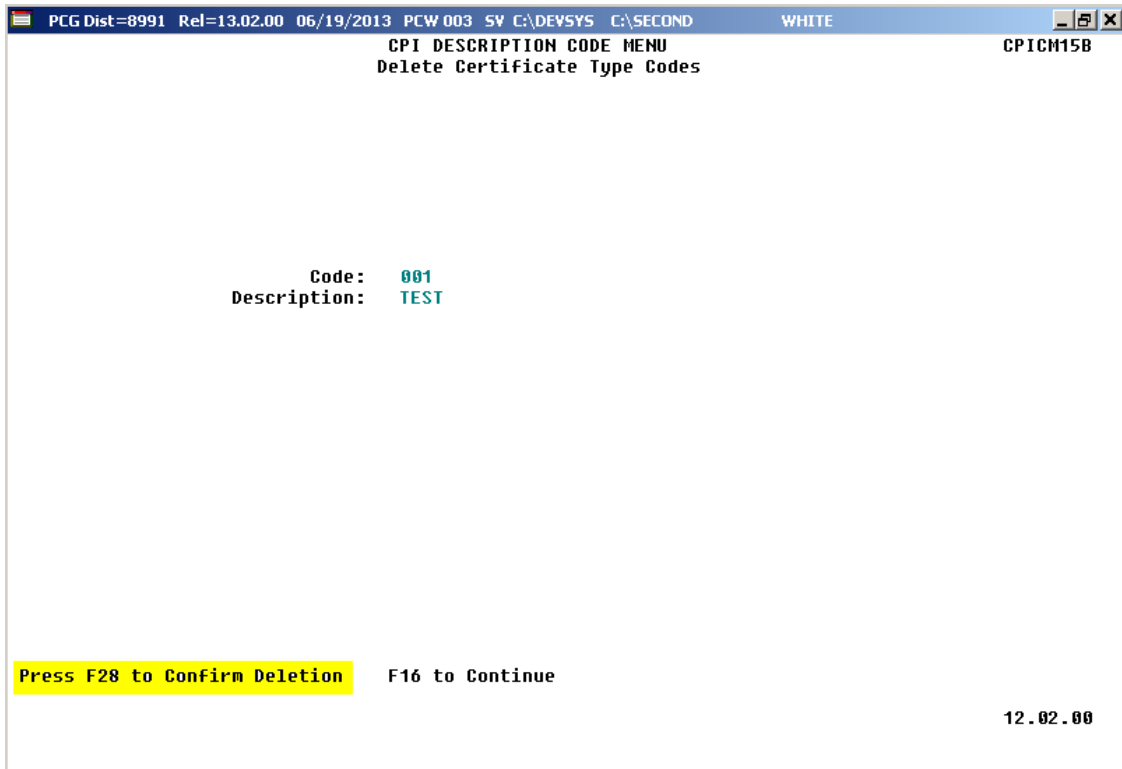 PCG Dist=8991 Rel=13.02.00 06/19/2013 PCW 003 SV C:\DEVSYS C:\SECOND WHITE
CPI DESCRIPTION CODE MENU CPICM15B
Delete Certificate Type Codes
Code: 001
Description: TEST
Press F28 to Confirm Deletion F16 to Continue
12.02.00